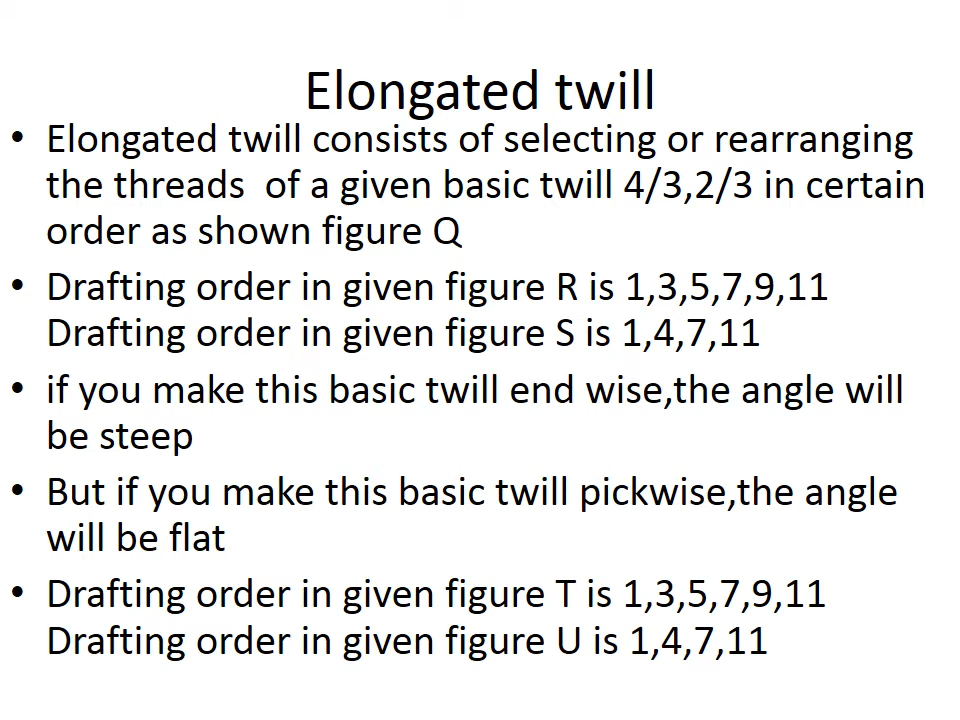 Elongated twill
• Elongated twill consists of selecting or rearranging
the threads  of a given basic twill 4/3,2/3 in certain
order as shown figure Q
• Drafting order in given figure R is 1,3,5,7,9,11
Drafting order in given figure S is 1,4,7,11
• if you make this basic twill end wise,the angle will
be steep
• But if you make this basic twill pickwise,the angle
will be flat
• Drafting order in given figure T is 1,3,5,7,9,11
Drafting order in given figure U is 1,4,7,11